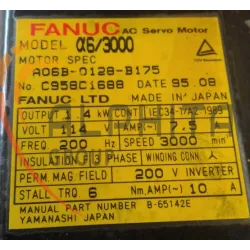 FANUC AC Servo Motor
MODEL α6/3000
MOTOR SPEC
A06B-0128-B175
No. C958C1688 DATE 95.08
FANUC LTD MADE IN JAPAN
OUTPUT 1.4 kW CONT IEC34-1/A2-1989
VOLT 114 V AMP(~) 7.5 A
FREQ 200 Hz SPEED 3000 min
INSULATION F 3 PHASE WINDING CONN. 人
PERM. MAG FIELD 200 V INVERTER
STALL TRQ 6 Nm, AMP(~) 10 A
MANUAL PART NUMBER B-65142E
YAMANASHI JAPAN